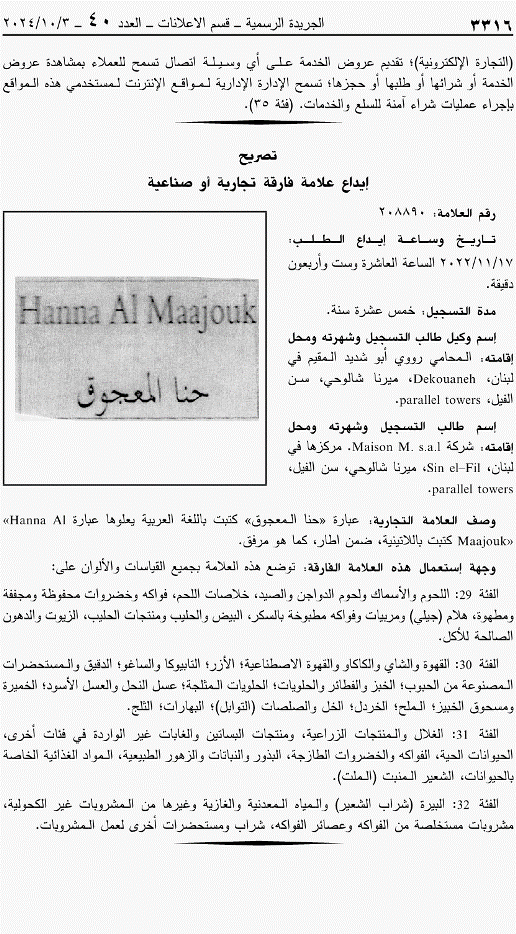 ٣٣١٦
الجريدة الرسمية ـ قسم الاعلانات ـ العدد ٤٠ ـ ٢٠٢٤/١٠/٣
(التجارة الإلكترونية)؛ تقديم عروض الخدمة على أي وسيلة اتصال تسمح للعملاء بمشاهدة عروض
الخدمة أو شرائها أو طلبها أو حجزها؛ تسمح الإدارة الإدارية لمواقع الإنترنت لمستخدمي هذه المواقع
بإجراء عمليات شراء آمنة للسلع والخدمات. (فئة ٣٥).
تصريح
إيداع علامة فارقة تجارية أو صناعية
رقم العلامة: ٢٠٨٨٩٠
تاريخ وساعة إيداع الطلب:
٢٠٢٢/١١/١٧ الساعة العاشرة وست وأربعون
دقيقة.
مدة التسجيل: خمس عشرة سنة.
إسم وكيل طالب التسجيل وشهرته ومحل
إقامته: المحامي رووي أبو شديد المقيم في
لبنان، Dekouaneh، ميرنا شالوحي، سن
الفيل، parallel towers.
إسم طالب التسجيل وشهرته ومحل
إقامته: شركة Maison M. s.a.l. مركزها في
لبنان، Sin el–Fil، ميرنا شالوحي، سن الفيل،
parallel towers.
Hanna Al Maajouk
حنا المعجوق
وصف العلامة التجارية: عبارة «حنا المعجوق» كتبت باللغة العربية يعلوها عبارة «Hanna Al
Maajouk» كتبت باللاتينية، ضمن اطار، كما هو مرفق.
وجهة إستعمال هذه العلامة الفارقة: توضع هذه العلامة بجميع القياسات والألوان على:
الفئة 29: اللحوم والأسماك ولحوم الدواجن والصيد، خلاصات اللحم، فواكه وخضروات محفوظة ومجففة
ومطهوة، هلام (جيلي) ومربيات وفواكه مطبوخة بالسكر، البيض والحليب ومنتجات الحليب، الزيوت والدهون
الصالحة للأكل.
الفئة 30: القهوة والشاي والكاكاو والقهوة الاصطناعية؛ الأزر؛ التابيوكا والساغو؛ الدقيق والمستحضرات
المصنوعة من الحبوب؛ الخبز والفطائر والحلويات؛ الحلويات المثلجة؛ عسل النحل والعسل الأسود؛ الخميرة
ومسحوق الخبيز؛ الملح؛ الخردل؛ الخل والصلصات (التوابل)؛ البهارات؛ الثلج.
الفئة 31: الغلال والمنتجات الزراعية، ومنتجات البساتين والغابات غير الواردة في فئات أخرى،
الحيوانات الحية، الفواكه والخضروات الطازجة، البذور والنباتات والزهور الطبيعية، المواد الغذائية الخاصة
بالحيوانات، الشعير المنبت (الملت).
الفئة 32: البيرة (شراب الشعير) والمياه المعدنية والغازية وغيرها من المشروبات غير الكحولية،
مشروبات مستخلصة من الفواكه وعصائر الفواكه، شراب ومستحضرات أخرى لعمل المشروبات.